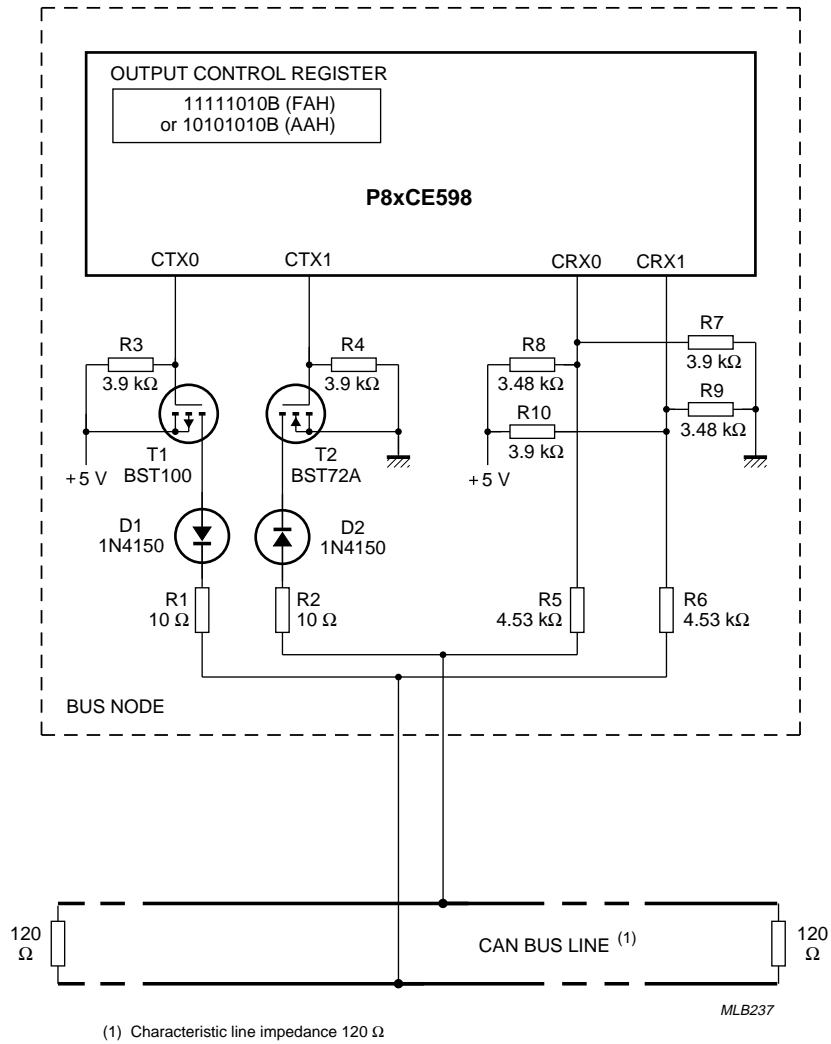 OUTPUT CONTROL REGISTER
11111010B (FAH)
or 10101010B (AAH)
P8xCE598
CTX0
CTX1
CRX0
CRX1
R3
3.9 kΩ
R4
3.9 kΩ
R8
3.48 kΩ
R7
3.9 kΩ
R10
3.9 kΩ
R9
3.48 kΩ
+5 V
T1
BST100
T2
BST72A
+5 V
D1
1N4150
D2
1N4150
R1
10 Ω
R2
10 Ω
R5
4.53 kΩ
R6
4.53 kΩ
BUS NODE
120
Ω
CAN BUS LINE (1)
120
Ω
MLB237
(1) Characteristic line impedance 120 Ω